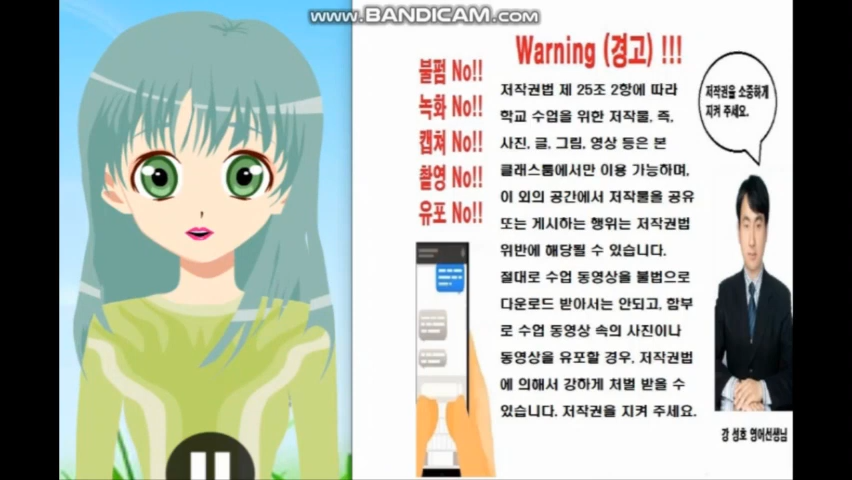 WWW.BANDICAM.COM
Warning (경고) !!!
불펌 No!!
녹화 No!!
캡쳐 No!!
촬영 No!!
유포 No!!
저작권법 제 25조 2항에 따라
학교 수업을 위한 저작물, 즉,
사진, 글, 그림, 영상 등은 본
클래스룸에서만 이용 가능하며,
이 외의 공간에서 저작물을 공유
또는 게시하는 행위는 저작권법
위반에 해당될 수 있습니다.
절대로 수업 동영상을 불법으로
다운로드 받아서는 안되고, 함부
로 수업 동영상 속의 사진이나
동영상을 유포할 경우, 저작권법
에 의해서 강하게 처벌 받을 수
있습니다. 저작권을 지켜 주세요.
저작권을 소중하게
지켜 주세요.
강 성호 영어선생님